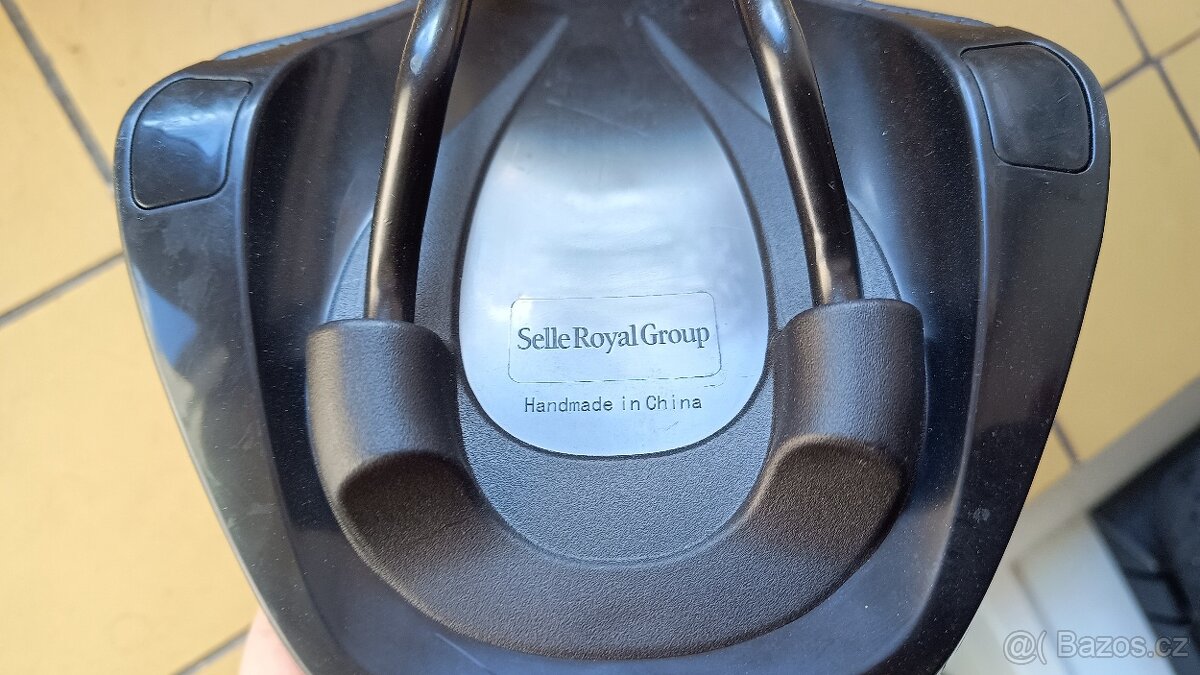 Selle Royal Group
Handmade in China
@( Bazos.cz